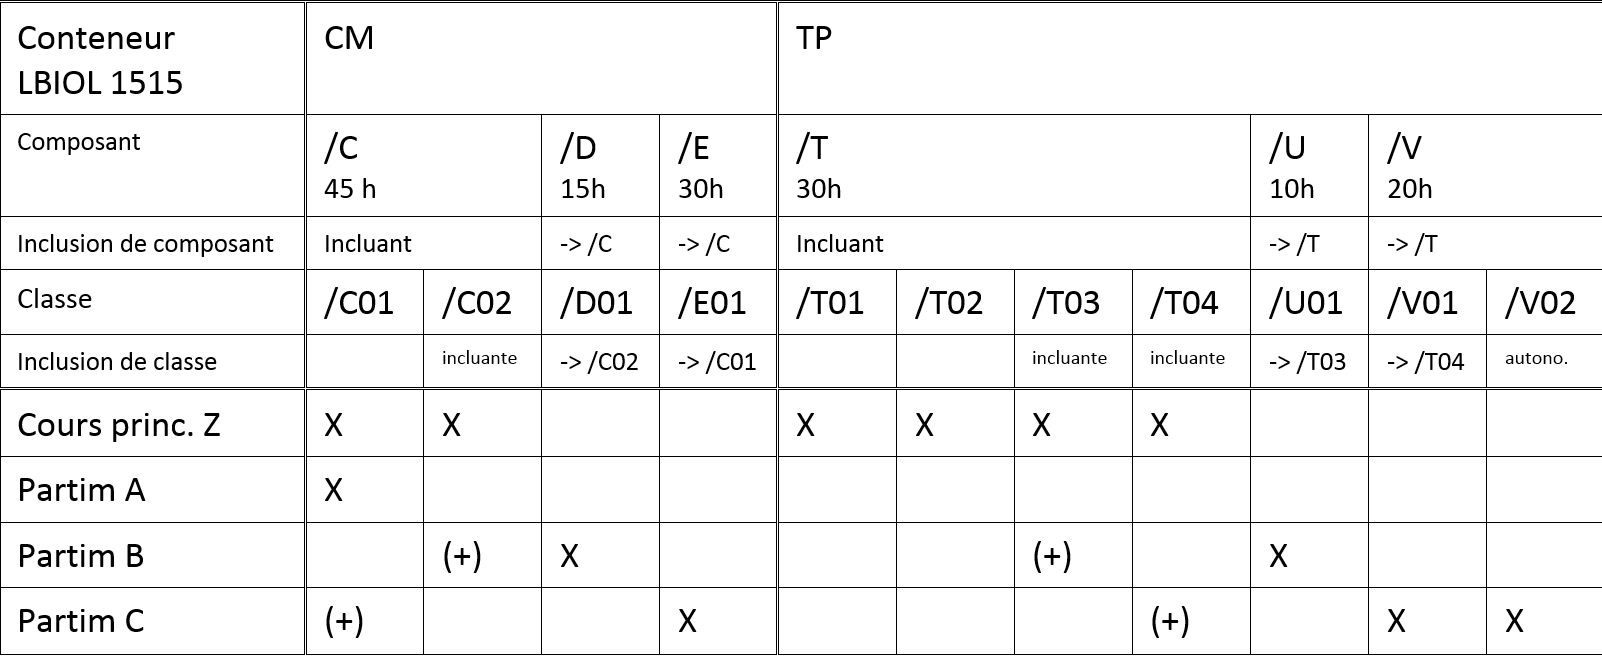 Conteneur CM TP
LBIOL 1515
Composant /C /D /E /T /U /V
45 h 15h 30h 30h 10h 20h
Inclusion de composant Incluant -> /C -> /C Incluant -> /T -> /T
Classe /C01 /C02 /D01 /E01 /T01 /T02 /T03 /T04 /U01 /V01 /V02
Inclusion de classe incluante -> /C02 -> /C01 incluante incluante -> /T03 -> /T04 autono.
Cours princ. Z X X X X X X
Partim A X
Partim B (+) X (+) X
Partim C (+) X (+) X X